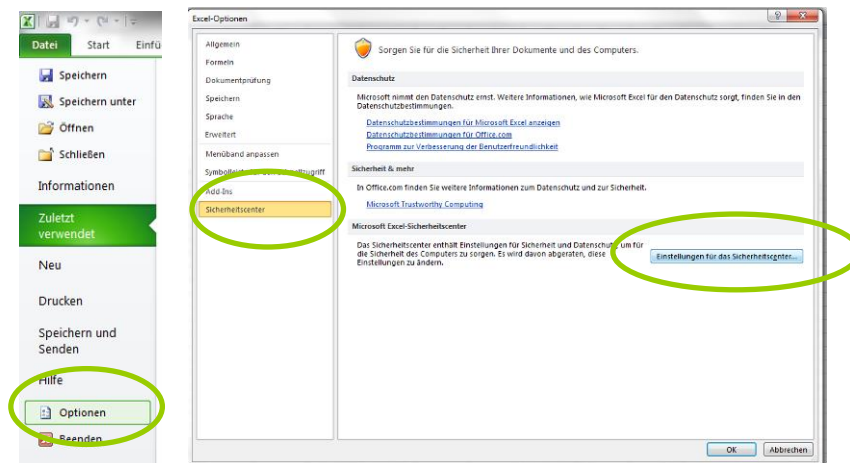 Datei Start Einfü
Speichern
Speichern unter
Öffnen
Schließen
Informationen
Zuletzt
verwendet
Neu
Drucken
Speichern und
Senden
Hilfe
Optionen
Beenden
Excel-Optionen
Allgemein
Formeln
Dokumentprüfung
Speichern
Sprache
Erweitert
Menüband anpassen
Symbolleiste für den Schnellzugriff
Add-Ins
Sicherheitscenter
Sorgen Sie für die Sicherheit Ihrer Dokumente und des Computers.
Datenschutz
Microsoft nimmt den Datenschutz ernst. Weitere Informationen, wie Microsoft Excel für den Datenschutz sorgt, finden Sie in den
Datenschutzbestimmungen.
Datenschutzbestimmungen für Microsoft Excel anzeigen
Datenschutzbestimmungen für Office.com
Programm zur Verbesserung der Benutzerfreundlichkeit
Sicherheit & mehr
In Office.com finden Sie weitere Informationen zum Datenschutz und zur Sicherheit.
Microsoft Trustworthy Computing
Microsoft Excel-Sicherheitscenter
Das Sicherheitscenter enthält Einstellungen für Sicherheit und Datenschutz, um für
die Sicherheit des Computers zu sorgen. Es wird davon abgeraten, diese
Einstellungen zu ändern.
Einstellungen für das Sicherheitscenter...
OK Abbrechen